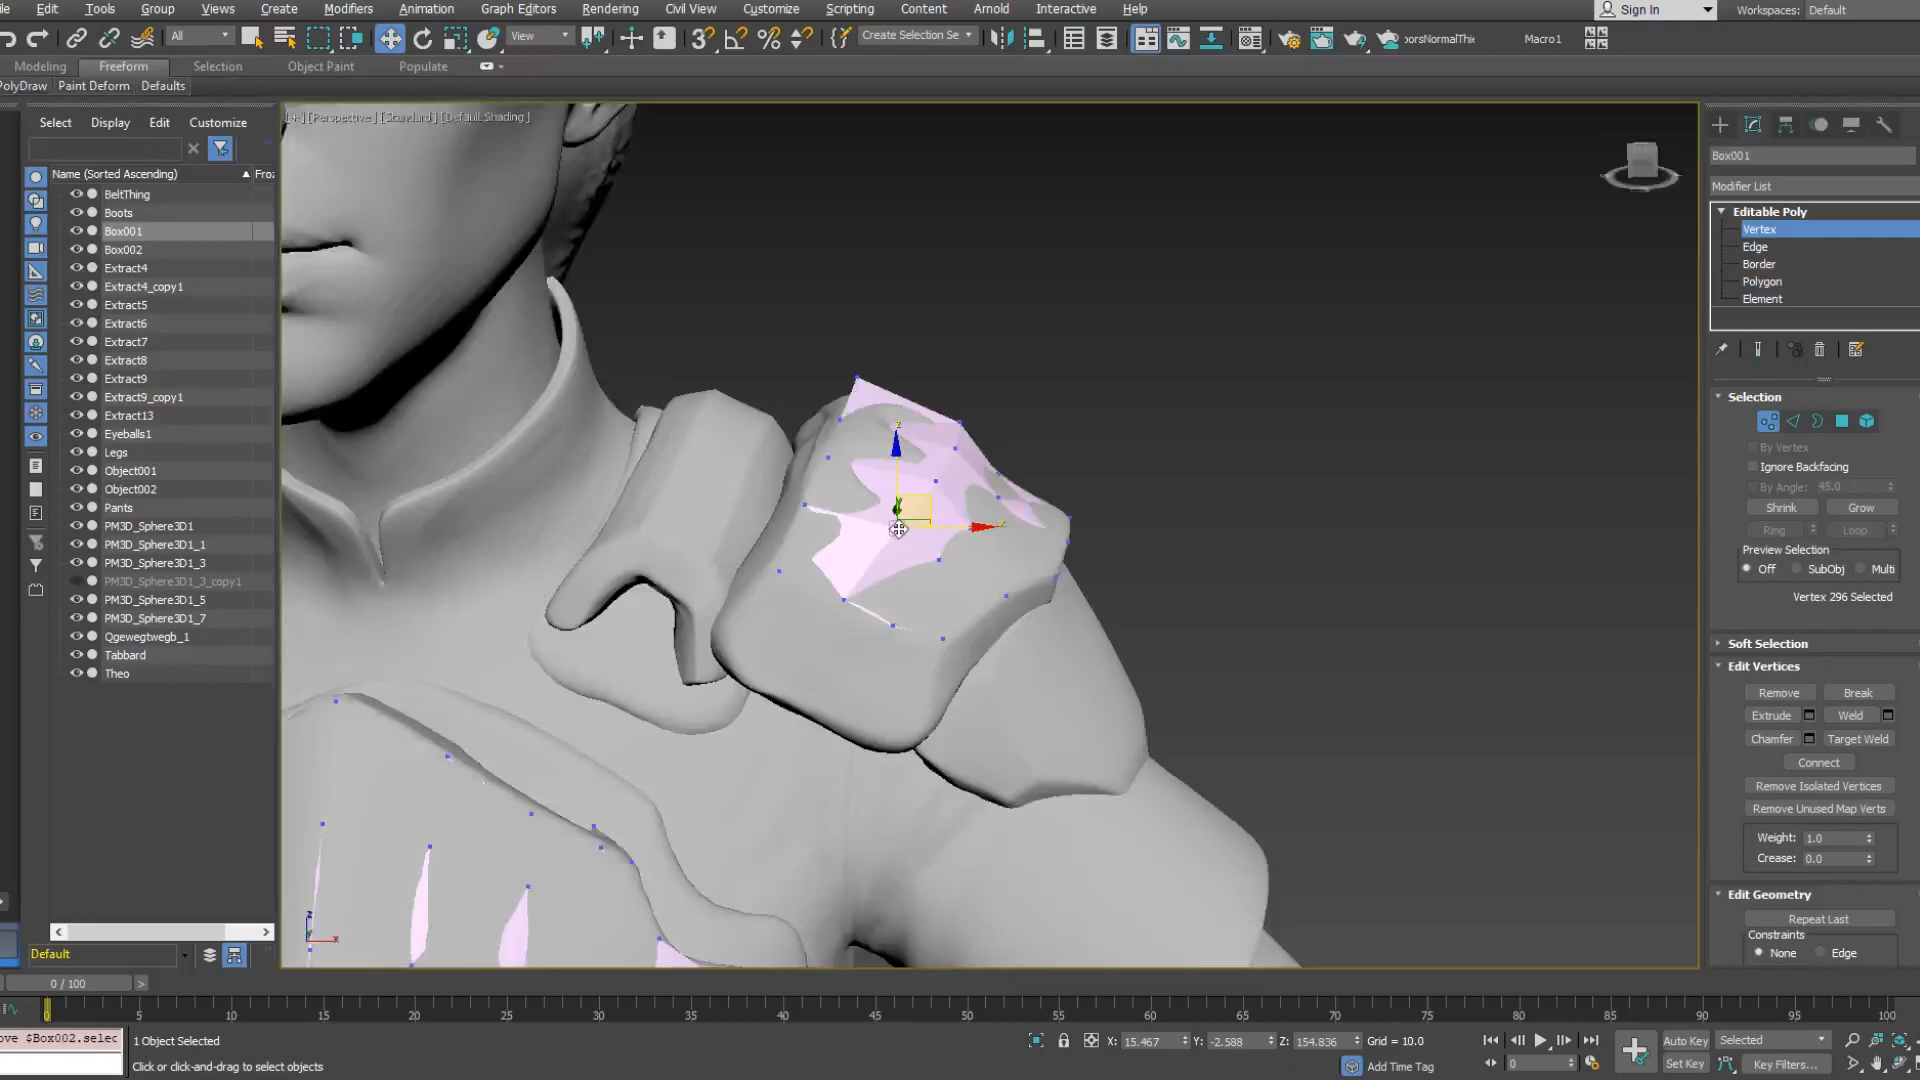 Edit Tools Group Views Create Modifiers Animation Graph Editors Rendering Civil View Customize Scripting Content Arnold Interactive Help
Sign In Workspaces: Default
All View Create Selection Se Macro1
Modeling Freeform Selection Object Paint Populate
PolyDraw Paint Deform Defaults
Select Display Edit Customize
Name (Sorted Ascending) Fro
BeltThing
Boots
Box001
Box002
Extract4
Extract4_copy1
Extract5
Extract6
Extract7
Extract8
Extract9
Extract9_copy1
Extract13
Eyeballs1
Legs
Object001
Object002
Pants
PM3D_Sphere3D1
PM3D_Sphere3D1_1
PM3D_Sphere3D1_3
PM3D_Sphere3D1_3_copy1
PM3D_Sphere3D1_5
PM3D_Sphere3D1_7
Qgewegtwegb_1
Tabbard
Theo
Default
[+] [Perspective ] [Standard ] [Default Shading ]
Box001
Modifier List
Editable Poly
Vertex
Edge
Border
Polygon
Element
Selection
By Vertex
Ignore Backfacing
By Angle: 45.0
Shrink Grow
Ring Loop
Preview Selection
Off SubObj Multi
Vertex 296 Selected
Soft Selection
Edit Vertices
Remove Break
Extrude Weld
Chamfer Target Weld
Connect
Remove Isolated Vertices
Remove Unused Map Verts
Weight: 1.0
Crease: 0.0
Edit Geometry
Repeat Last
Constraints
None Edge
0 / 100 >
0 5 10 15 20 25 30 35 40 45 50 55 60 65 70 75 80 85 90 95 100
ove $Box002.selec
1 Object Selected
Click or click-and-drag to select objects
X: 15.467 Y: -2.588 Z: 154.836 Grid = 10.0
Add Time Tag
0
Auto Key Selected
Set Key Key Filters...